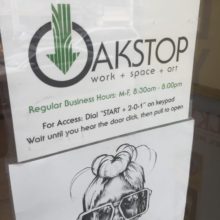 OAKSTOP
work + space + art
Regular Business Hours: M-F, 8:30am - 8:00pm
For Access: Dial "START + 2-0-1" on keypad
Wait until you hear the door click, then pull to open